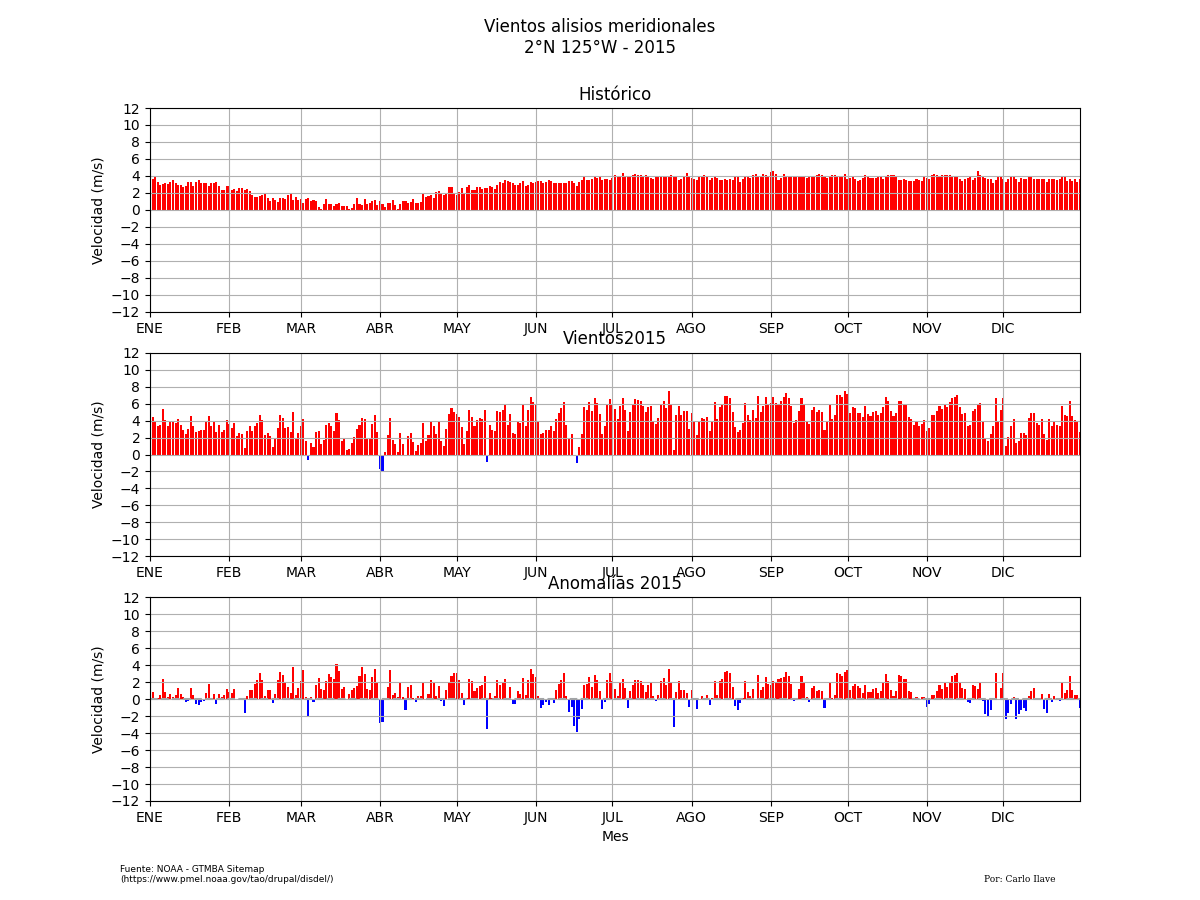 Vientos alisios meridionales
2°N 125°W - 2015
Histórico
12
10
8
6
4
2
0
−2
−4
−6
−8
−10
−12
Velocidad (m/s)
ENE FEB MAR ABR MAY JUN JUL AGO SEP OCT NOV DIC
Vientos2015
12
10
8
6
4
2
0
−2
−4
−6
−8
−10
−12
Velocidad (m/s)
ENE FEB MAR ABR MAY JUN JUL AGO SEP OCT NOV DIC
Anomalías 2015
12
10
8
6
4
2
0
−2
−4
−6
−8
−10
−12
Velocidad (m/s)
ENE FEB MAR ABR MAY JUN JUL AGO SEP OCT NOV DIC
Mes
Fuente: NOAA - GTMBA Sitemap
(https://www.pmel.noaa.gov/tao/drupal/disdel/)
Por: Carlo Ilave